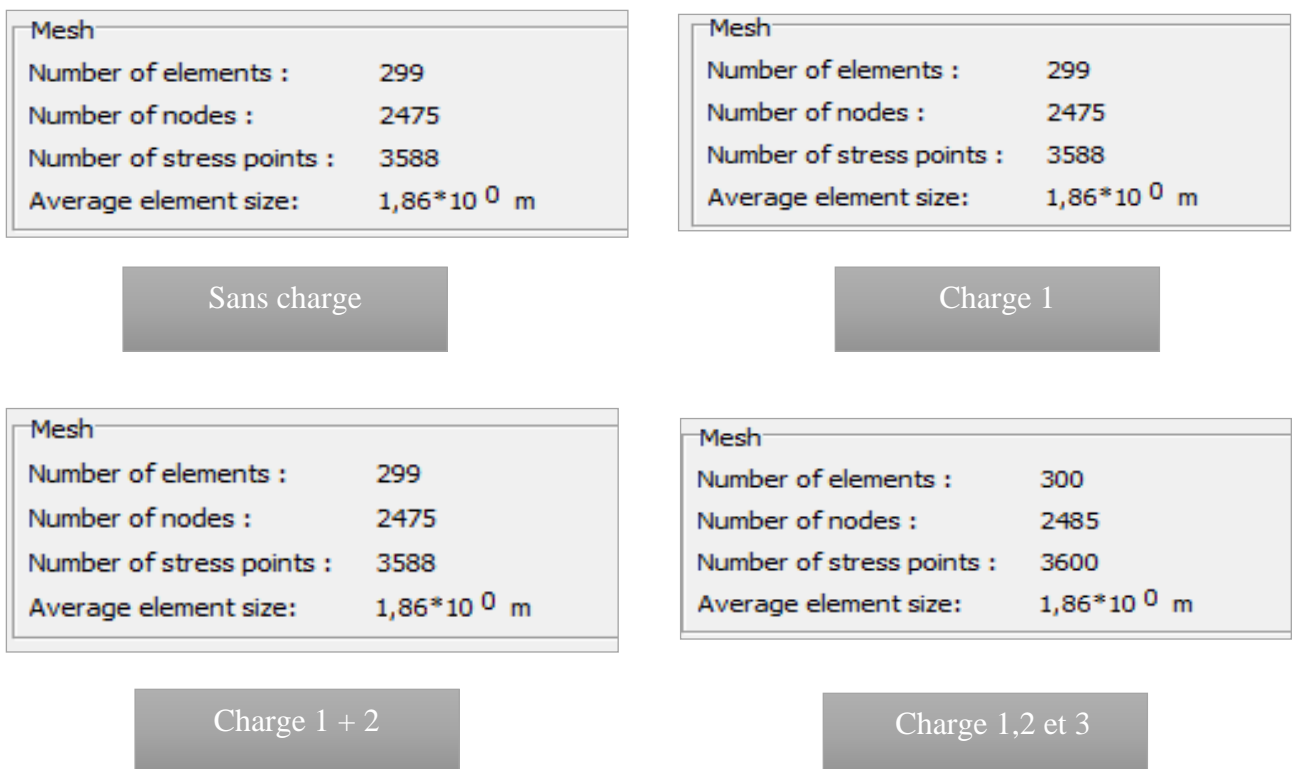 Mesh
Number of elements : 299
Number of nodes : 2475
Number of stress points : 3588
Average element size: 1,86*10 0 m
Sans charge
Mesh
Number of elements : 299
Number of nodes : 2475
Number of stress points : 3588
Average element size: 1,86*10 0 m
Charge 1
Mesh
Number of elements : 299
Number of nodes : 2475
Number of stress points : 3588
Average element size: 1,86*10 0 m
Charge 1 + 2
Mesh
Number of elements : 300
Number of nodes : 2485
Number of stress points : 3600
Average element size: 1,86*10 0 m
Charge 1,2 et 3